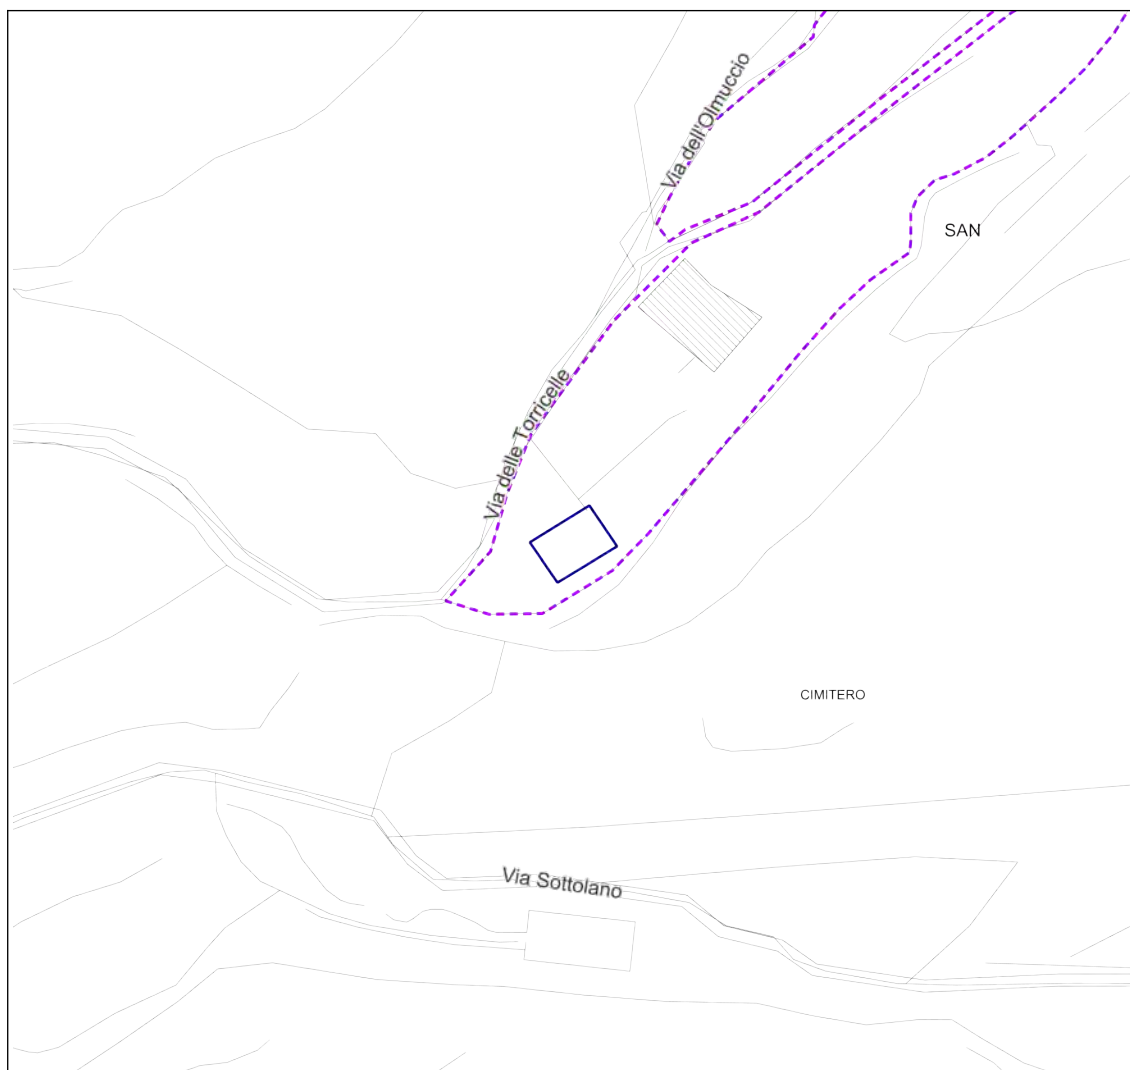 Via dell'Olmuccio
SAN
Via delle Torricelle
CIMITERO
Via Sottolano